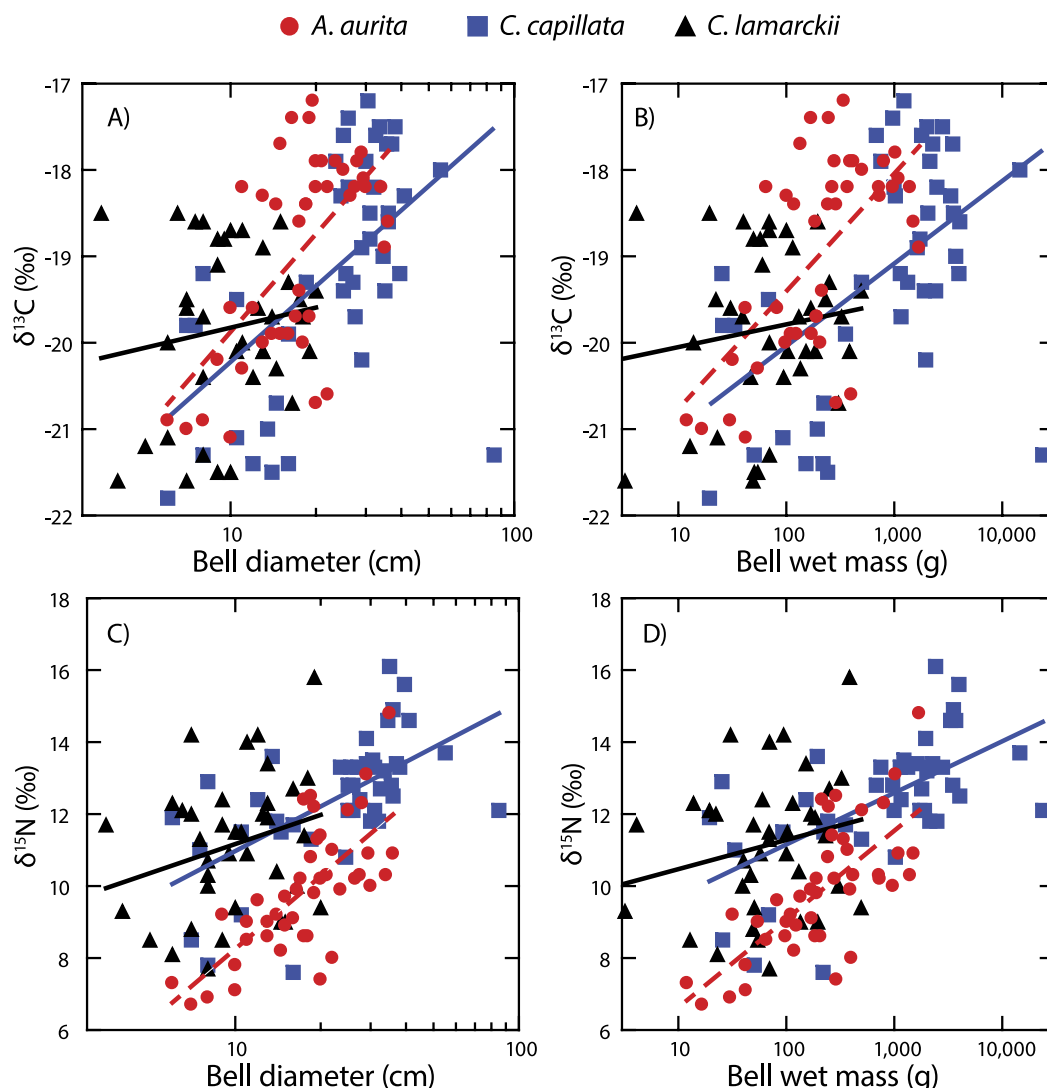 A. aurita C. capillata C. lamarckii
A)
-17
-18
-19
-20
-21
-22
δ¹³C (‰)
10 100
Bell diameter (cm)
B)
-17
-18
-19
-20
-21
-22
δ¹³C (‰)
10 100 1,000 10,000
Bell wet mass (g)
C)
18
16
14
12
10
8
6
δ¹⁵N (‰)
10 100
Bell diameter (cm)
D)
18
16
14
12
10
8
6
δ¹⁵N (‰)
10 100 1,000 10,000
Bell wet mass (g)